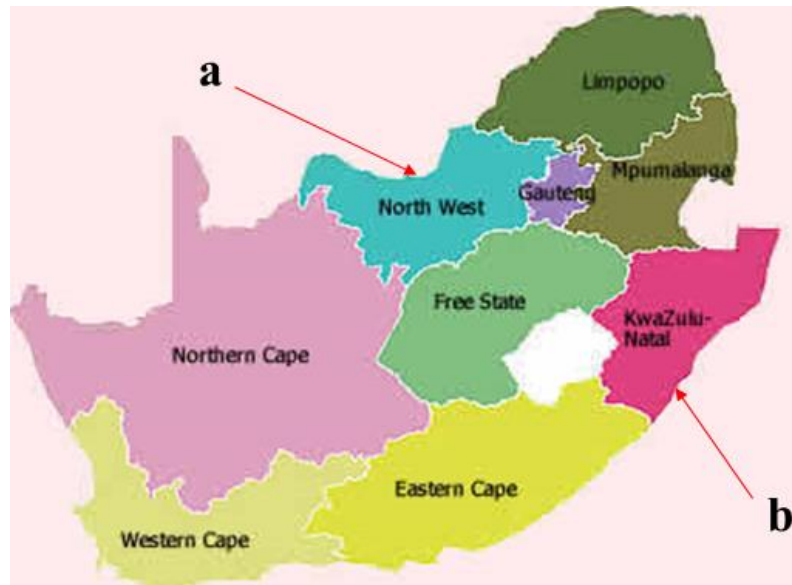 a
Limpopo
Mpumalanga
Gauteng
North West
Free State
KwaZulu-
Natal
Northern Cape
Eastern Cape
b
Western Cape